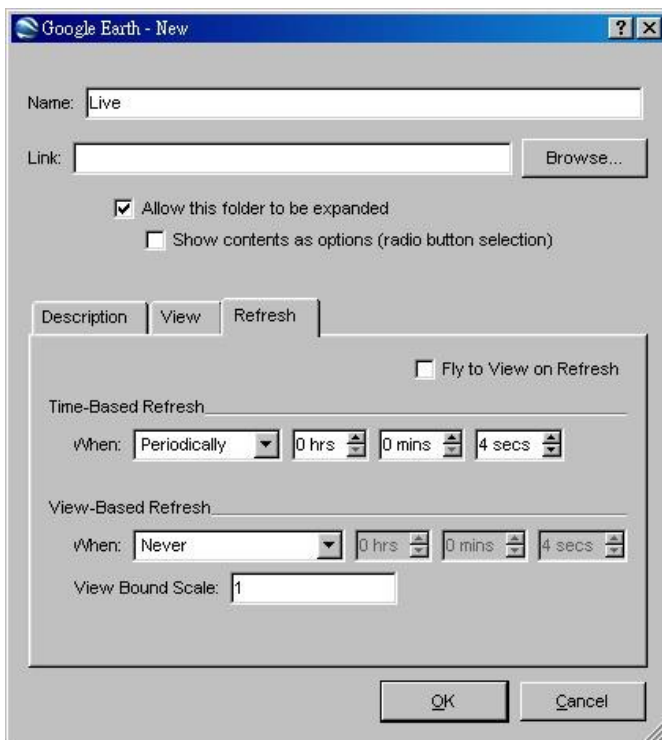 Google Earth - New
Name: Live
Link: Browse...
Allow this folder to be expanded
Show contents as options (radio button selection)
Description View Refresh
Fly to View on Refresh
Time-Based Refresh
When: Periodically 0 hrs 0 mins 4 secs
View-Based Refresh
When: Never 0 hrs 0 mins 4 secs
View Bound Scale: 1
OK Cancel